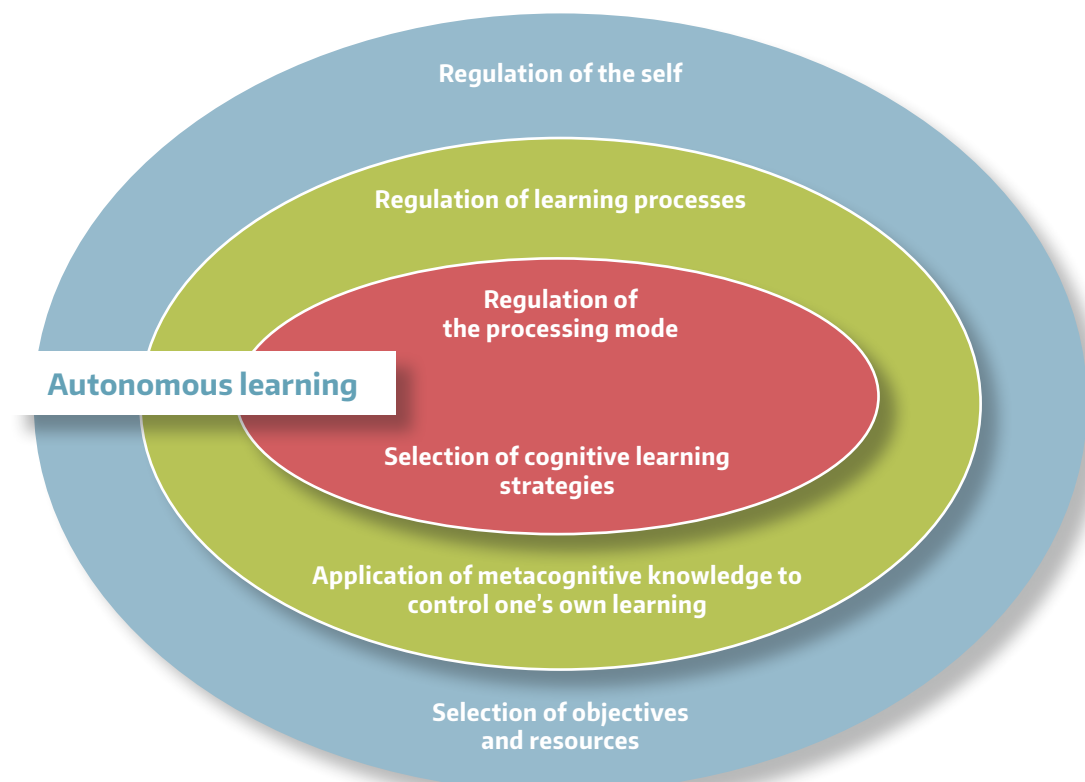 Regulation of the self
Regulation of learning processes
Regulation of
the processing mode
Autonomous learning
Selection of cognitive learning
strategies
Application of metacognitive knowledge to
control one’s own learning
Selection of objectives
and resources